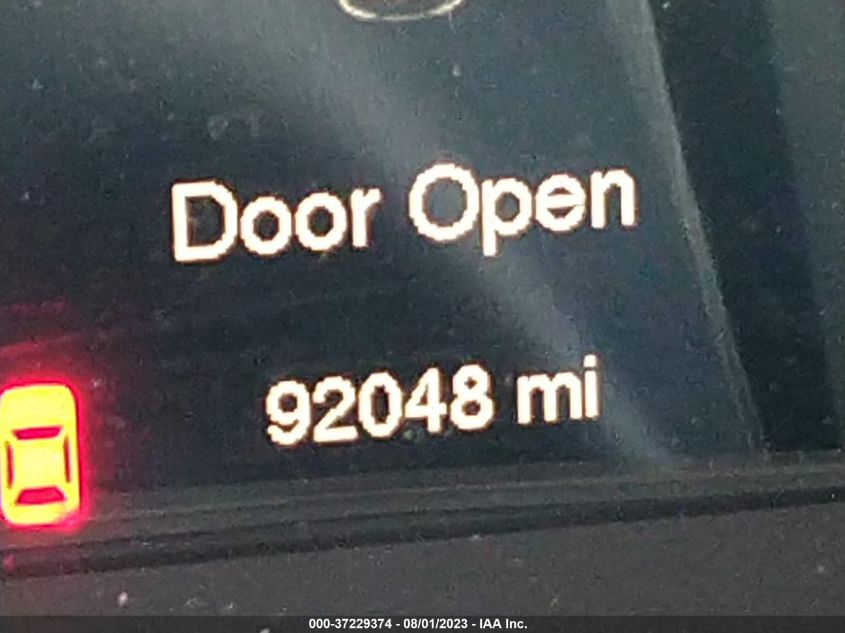 Door Open
92048 mi
000-37229374 - 08/01/2023 - IAA Inc.